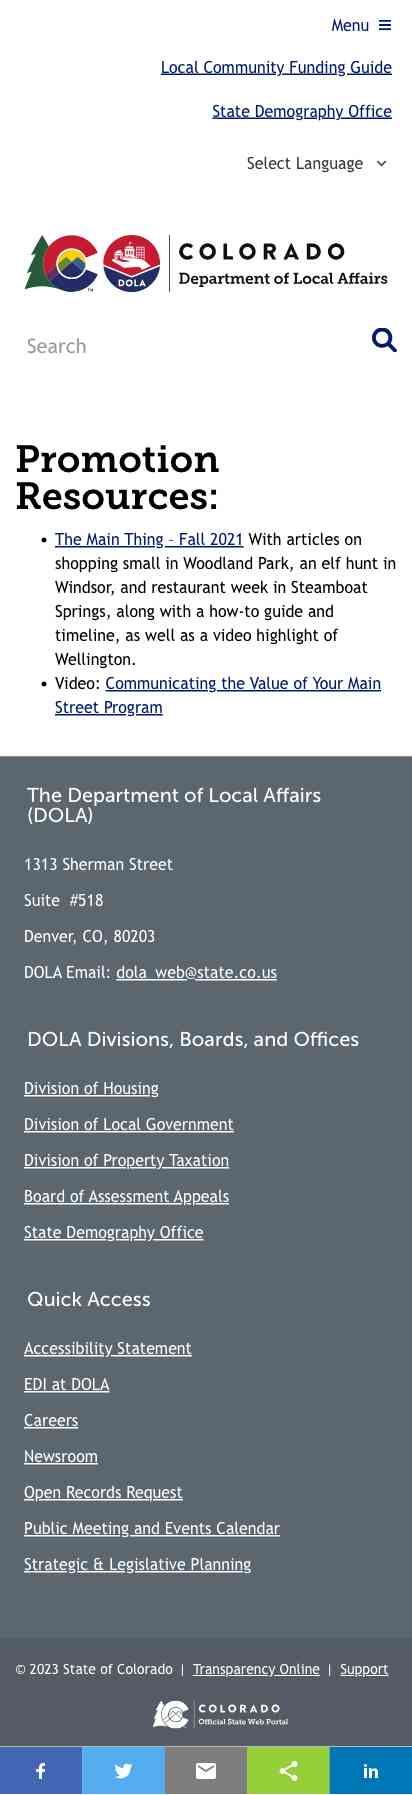 Menu
Local Community Funding Guide
State Demography Office
Select Language
DOLA
TM
COLORADO
Department of Local Affairs
Search
Promotion
Resources:
• The Main Thing - Fall 2021 With articles on
shopping small in Woodland Park, an elf hunt in
Windsor, and restaurant week in Steamboat
Springs, along with a how-to guide and
timeline, as well as a video highlight of
Wellington.
• Video: Communicating the Value of Your Main
Street Program
The Department of Local Affairs
(DOLA)
1313 Sherman Street
Suite #518
Denver, CO, 80203
DOLA Email: dola_web@state.co.us
DOLA Divisions, Boards, and Offices
Division of Housing
Division of Local Government
Division of Property Taxation
Board of Assessment Appeals
State Demography Office
Quick Access
Accessibility Statement
EDI at DOLA
Careers
Newsroom
Open Records Request
Public Meeting and Events Calendar
Strategic & Legislative Planning
© 2023 State of Colorado | Transparency Online | Support
COLORADO
Official State Web Portal